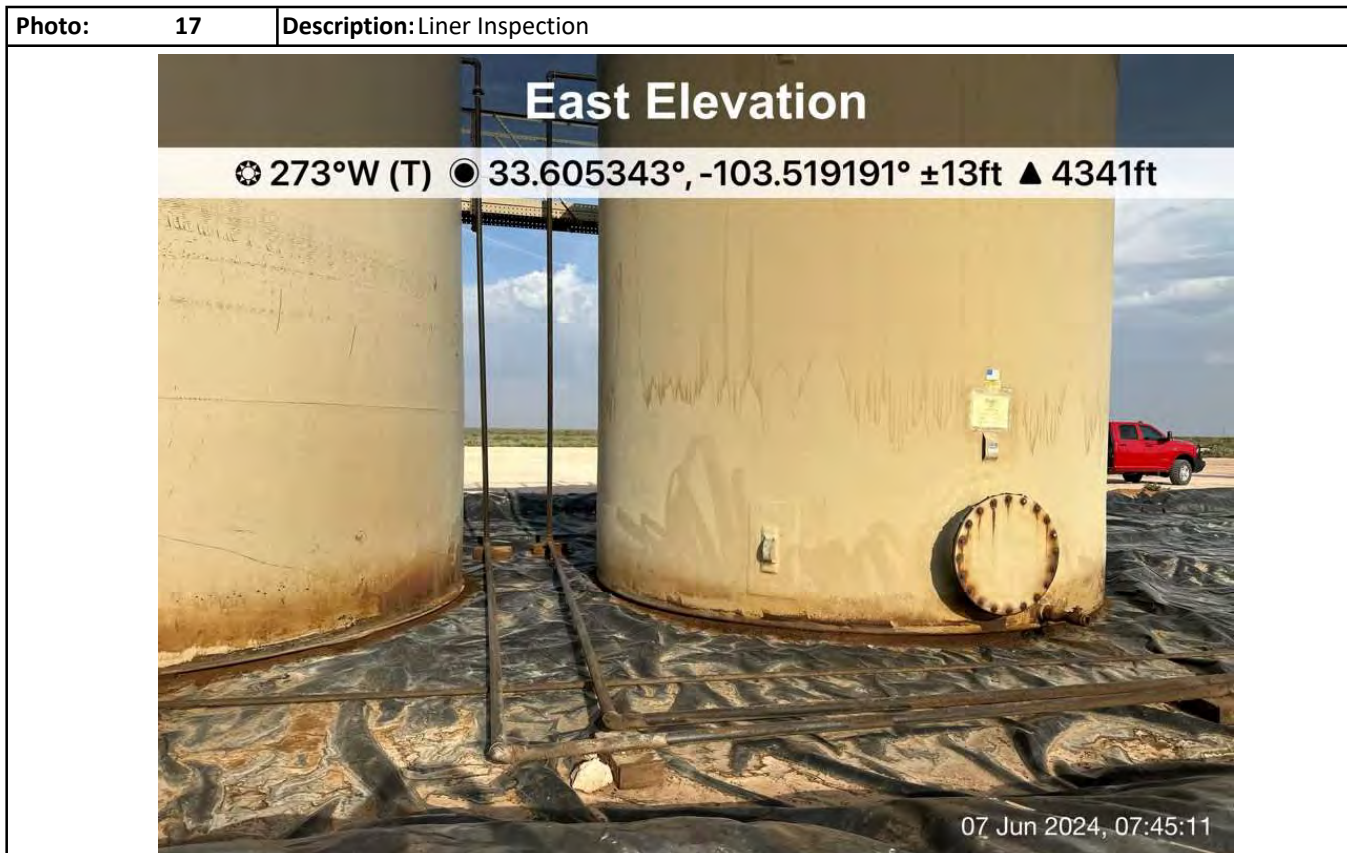 Photo: 17 Description: Liner Inspection
East Elevation
273°W (T) 33.605343°, -103.519191° ±13ft ▲ 4341ft
07 Jun 2024, 07:45:11